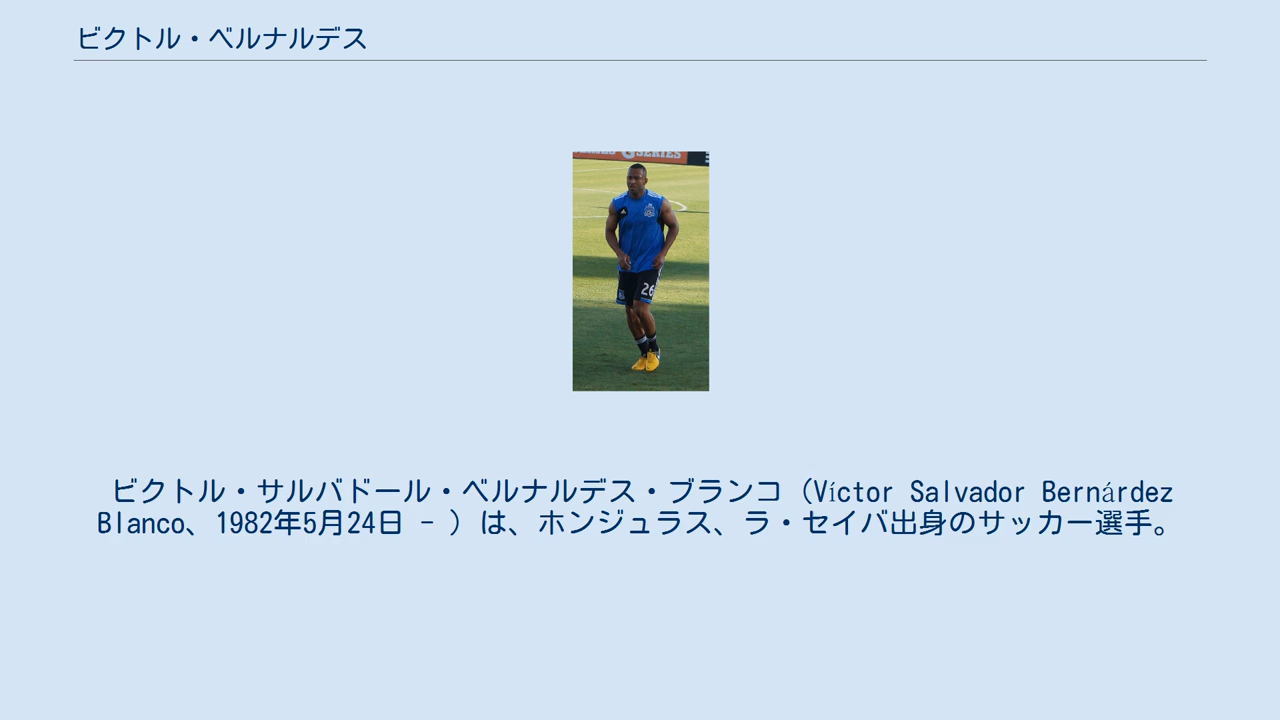 ビクトル・ベルナルデス
SERIES
26
ビクトル・サルバドール・ベルナルデス・ブランコ（Víctor Salvador Bernárdez
Blanco、1982年5月24日 - ）は、ホンジュラス、ラ・セイバ出身のサッカー選手。